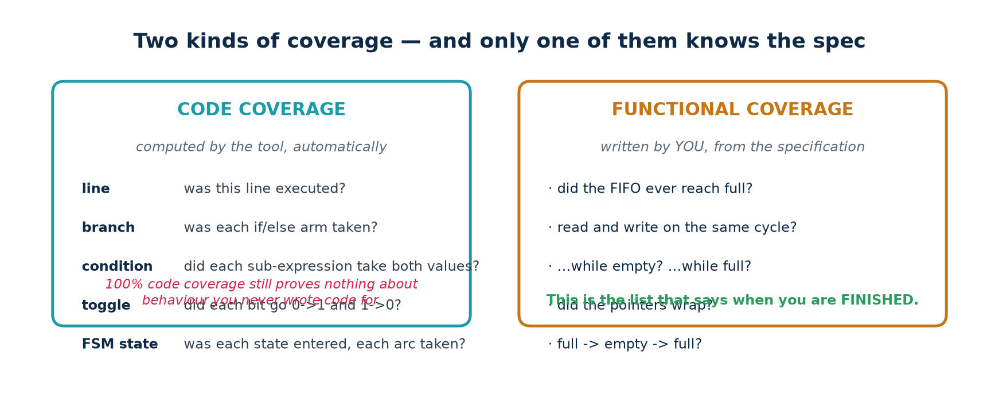 Two kinds of coverage — and only one of them knows the spec
CODE COVERAGE
computed by the tool, automatically
line was this line executed?
branch was each if/else arm taken?
condition did each sub-expression take both values?
100% code coverage still proves nothing about
behaviour you never wrote code for.
toggle did each bit go 0->1 and 1->0?
FSM state was each state entered, each arc taken?
FUNCTIONAL COVERAGE
written by YOU, from the specification
· did the FIFO ever reach full?
· read and write on the same cycle?
· …while empty? …while full?
This is the list that says when you are FINISHED.
· did the pointers wrap?
· full -> empty -> full?